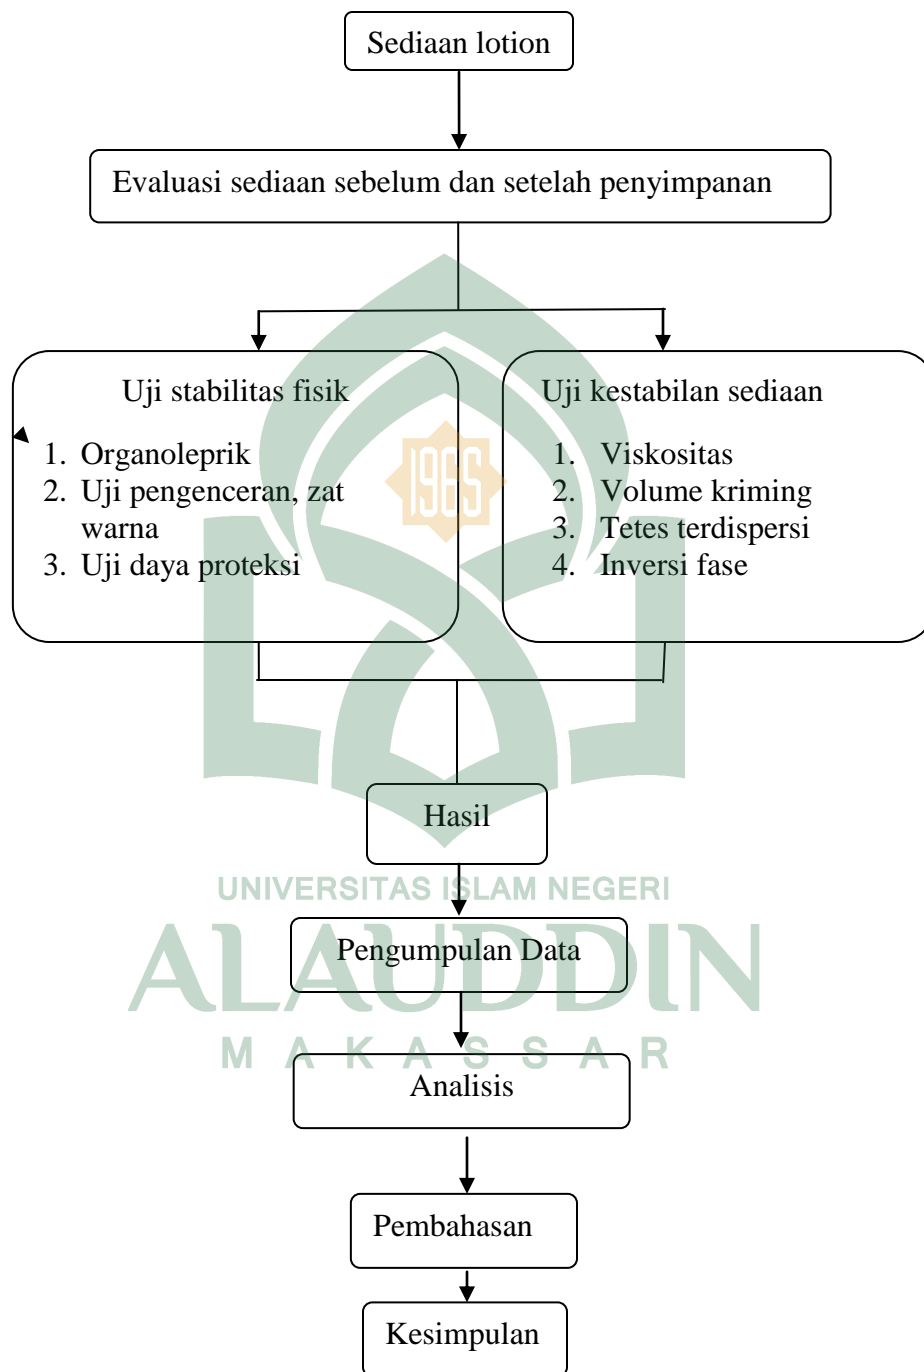 Sediaan lotion
Evaluasi sediaan sebelum dan setelah penyimpanan
Uji stabilitas fisik
1. Organoleprik
2. Uji pengenceran, zat
warna
3. Uji daya proteksi
Uji kestabilan sediaan
1. Viskositas
2. Volume kriming
3. Tetes terdispersi
4. Inversi fase
1965
Hasil
UNIVERSITAS ISLAM NEGERI
Pengumpulan Data
ALAUDDIN
MAKASSAR
Analisis
Pembahasan
Kesimpulan